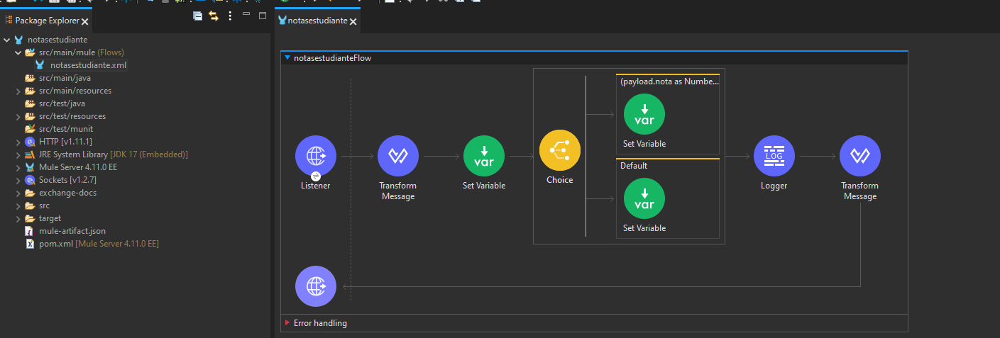 Package Explorer
notasestudiante
src/main/mule (Flows)
notasestudiante.xml
src/main/java
src/main/resources
src/test/java
src/test/resources
src/test/munit
HTTP [v1.11.1]
JRE System Library [JDK 17 (Embedded)]
Mule Server 4.11.0 EE
Sockets [v1.2.7]
exchange-docs
src
target
mule-artifact.json
pom.xml [Mule Server 4.11.0 EE]
notasestudiante
notasestudianteFlow
Listener
Transform
Message
var
Set Variable
Choice
(payload.nota as Numbe...
var
Set Variable
Default
var
Set Variable
LOG
Logger
Transform
Message
Error handling